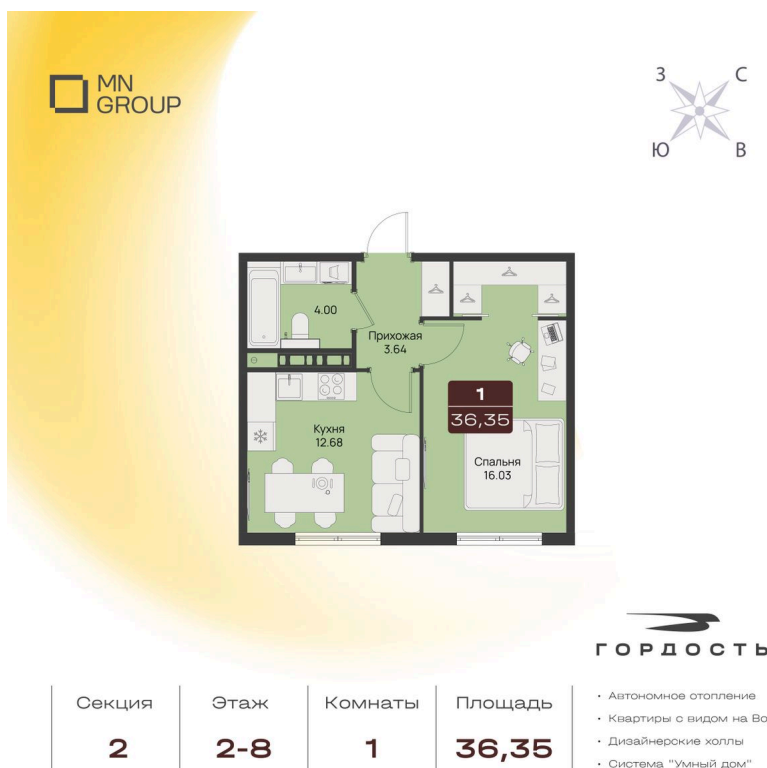 MN
GROUP
З
С
Ю
В
4.00
Прихожая
3.64
1
36,35
Кухня
12.68
Спальня
16.03
ГОРДОСТЬ
Секция
2
Этаж
2-8
Комнаты
1
Площадь
36,35
• Автономное отопление
• Квартиры с видом на Во
• Дизайнерские холлы
• Система "Умный дом"